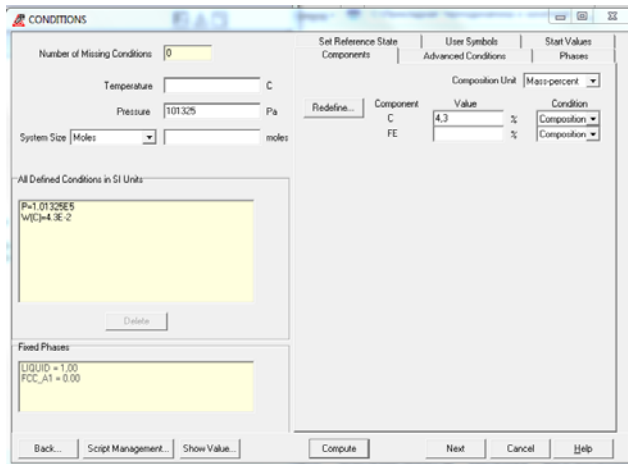 CONDITIONS
Number of Missing Conditions 0
Temperature C
Pressure 101325 Pa
System Size Moles moles
All Defined Conditions in SI Units
P=1.01325E5
W(C)=4.3E-2
Delete
Fixed Phases
LIQUID = 1.00
FCC_A1 = 0.00
Set Reference State User Symbols Start Values
Components Advanced Conditions Phases
Composition Unit Mass-percent
Redefine... Component Value Condition
C 4,3 % Composition
FE % Composition
Back... Script Management... Show Value... Compute Next Cancel Help